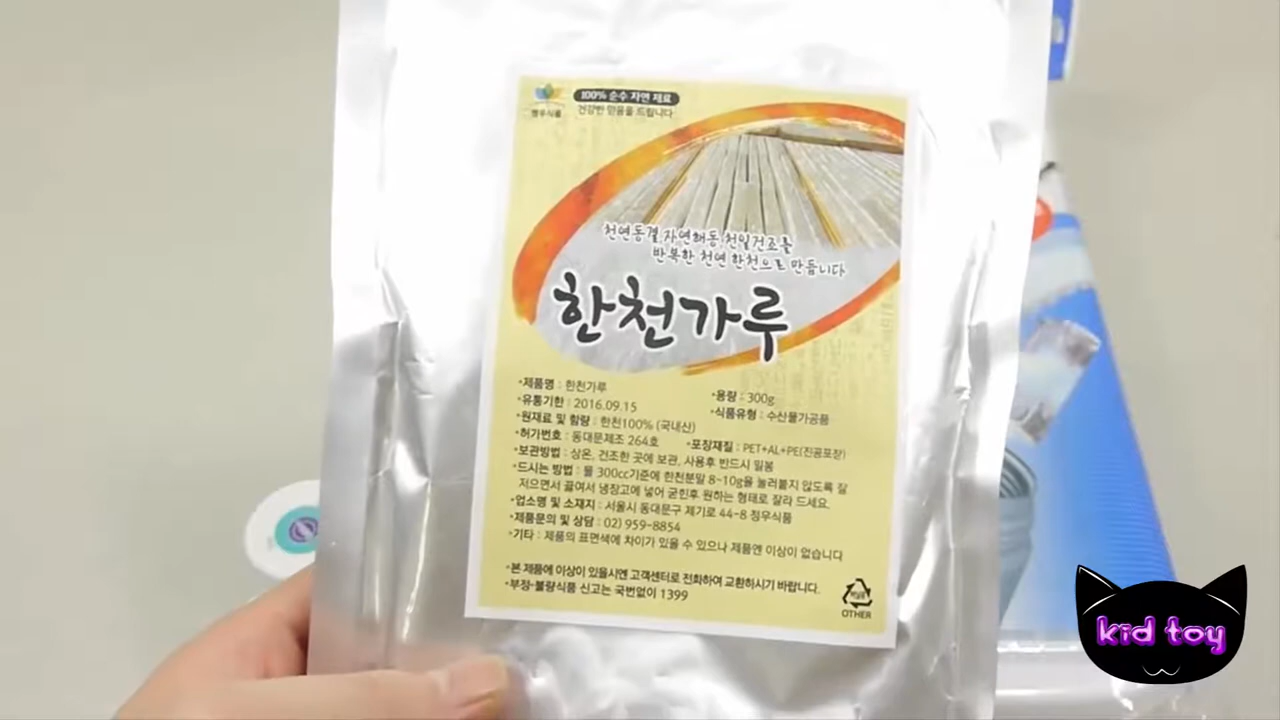 100% 순수 자연 재료
정우식품 건강한 믿음을 드립니다
천연동결,자연해동,천일건조를
반복한 천연 한천으로 만듭니다
한천가루
•제품명 : 한천가루
•용량 : 300g
•유통기한 : 2016.09.15
•식품유형 : 수산물가공품
•원재료 및 함량 : 한천100% (국내산)
•허가번호 : 동대문제조 264호 •포장재질 : PET+AL+PE(진공포장)
•보관방법 : 상온, 건조한 곳에 보관, 사용후 반드시 밀봉
•드시는 방법 : 물 300cc기준에 한천분말 8~10g을 눌러붙지 않도록 잘
저으면서 끓여서 냉장고에 넣어 굳힌후 원하는 형태로 잘라 드세요.
•업소명 및 소재지 : 서울시 동대문구 제기로 44-8 정우식품
•제품문의 및 상담 : 02) 959-8854
•기타 : 제품의 표면색에 차이가 있을 수 있으나 제품엔 이상이 없습니다
•본 제품에 이상이 있을시엔 고객센터로 전화하여 교환하시기 바랍니다.
•부정·불량식품 신고는 국번없이 1399
OTHER
kid toy